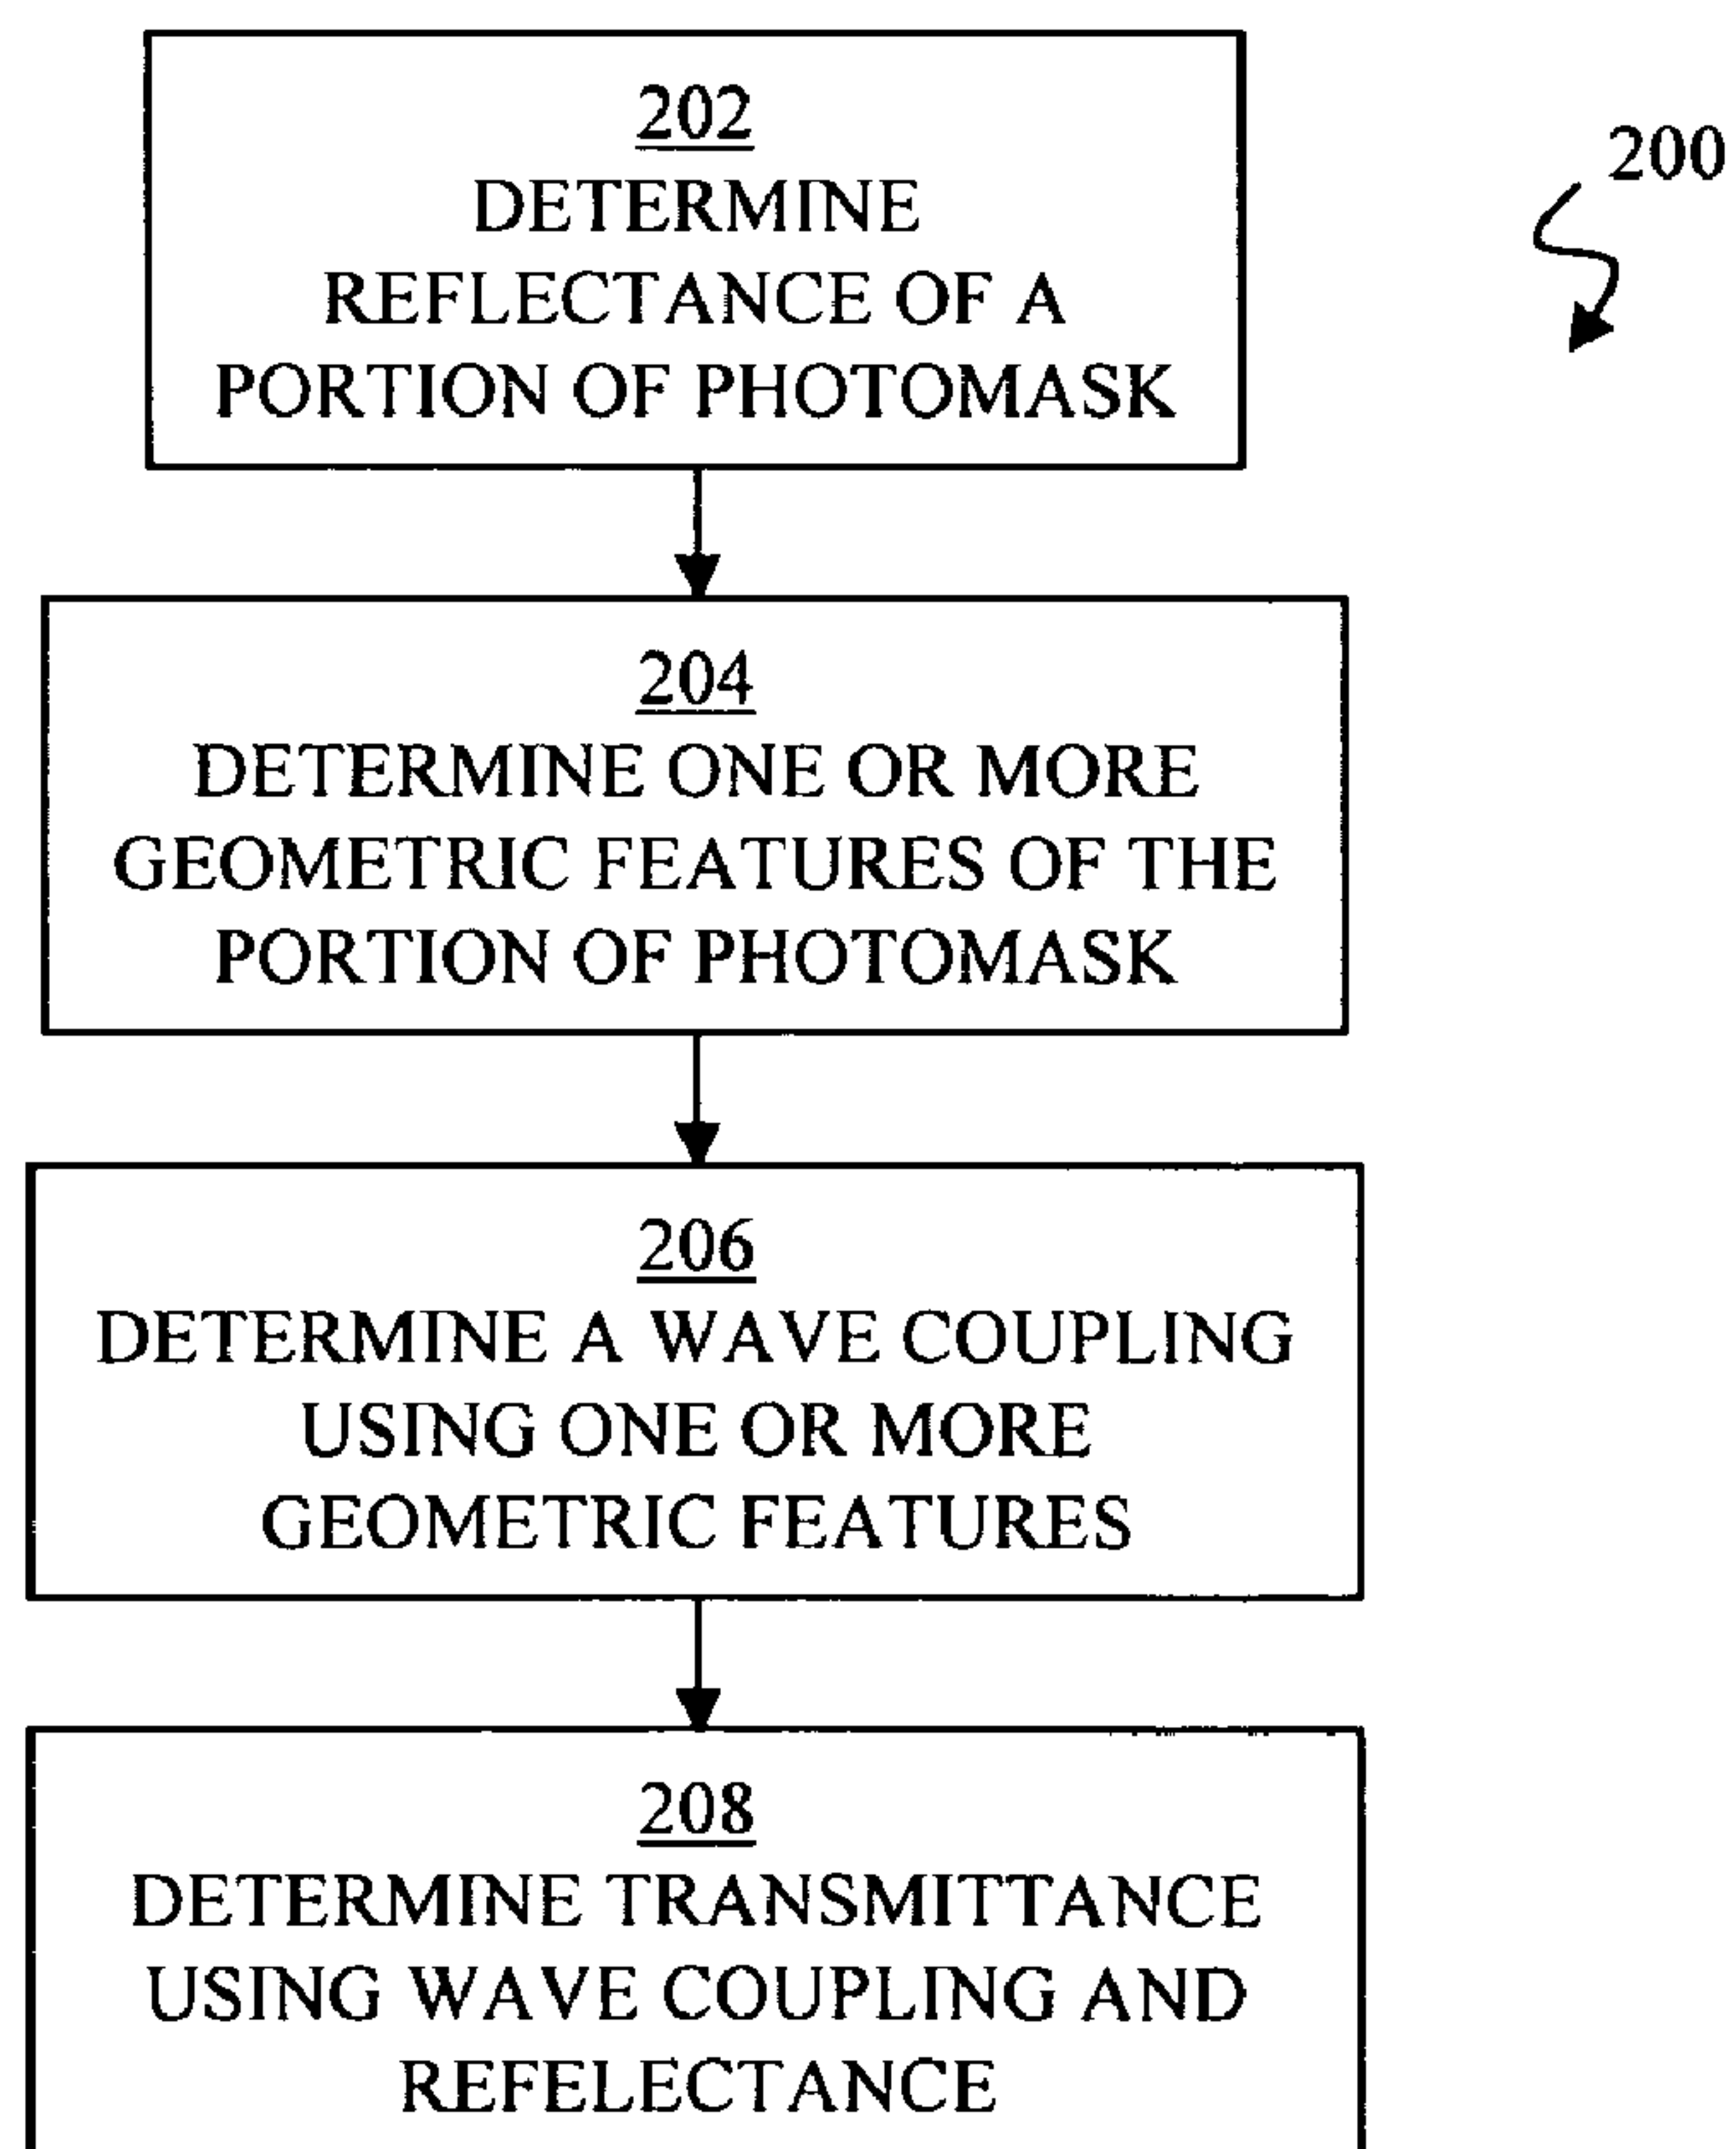 202
DETERMINE
REFLECTANCE OF A
PORTION OF PHOTOMASK
200
204
DETERMINE ONE OR MORE
GEOMETRIC FEATURES OF THE
PORTION OF PHOTOMASK
206
DETERMINE A WAVE COUPLING
USING ONE OR MORE
GEOMETRIC FEATURES
208
DETERMINE TRANSMITTANCE
USING WAVE COUPLING AND
REFELECTANCE